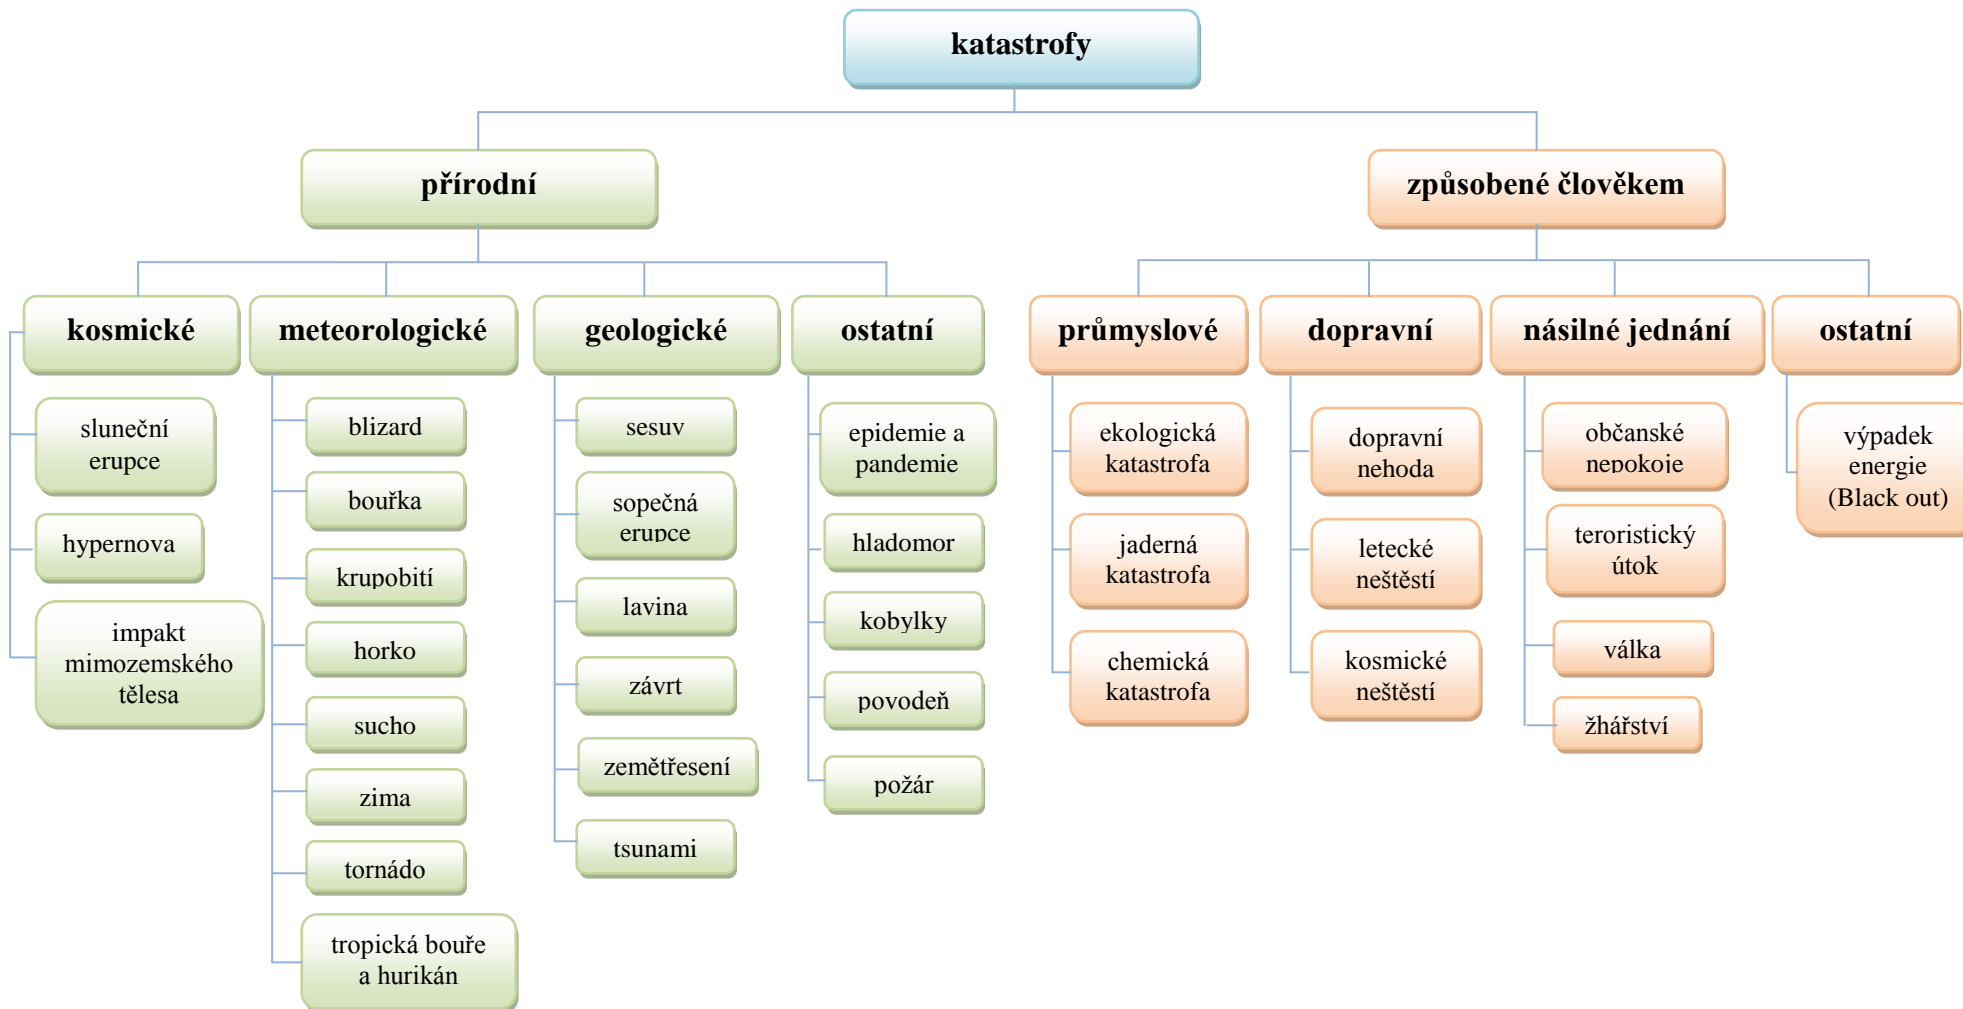 katastrofy
přírodní
způsobené člověkem
kosmické
meteorologické
geologické
ostatní
průmyslové
dopravní
násilné jednání
ostatní
sluneční
erupce
hypernova
impakt
mimozemského
tělesa
blizard
bouřka
krupobití
horko
sucho
zima
tornádo
tropická bouře
a hurikán
sesuv
sopečná
erupce
lavina
závrt
zemětřesení
tsunami
epidemie a
pandemie
hladomor
kobylky
povodeň
požár
ekologická
katastrofa
jaderná
katastrofa
chemická
katastrofa
dopravní
nehoda
letecké
neštěstí
kosmické
neštěstí
občanské
nepokoje
teroristický
útok
válka
žhářství
výpadek
energie
(Black out)